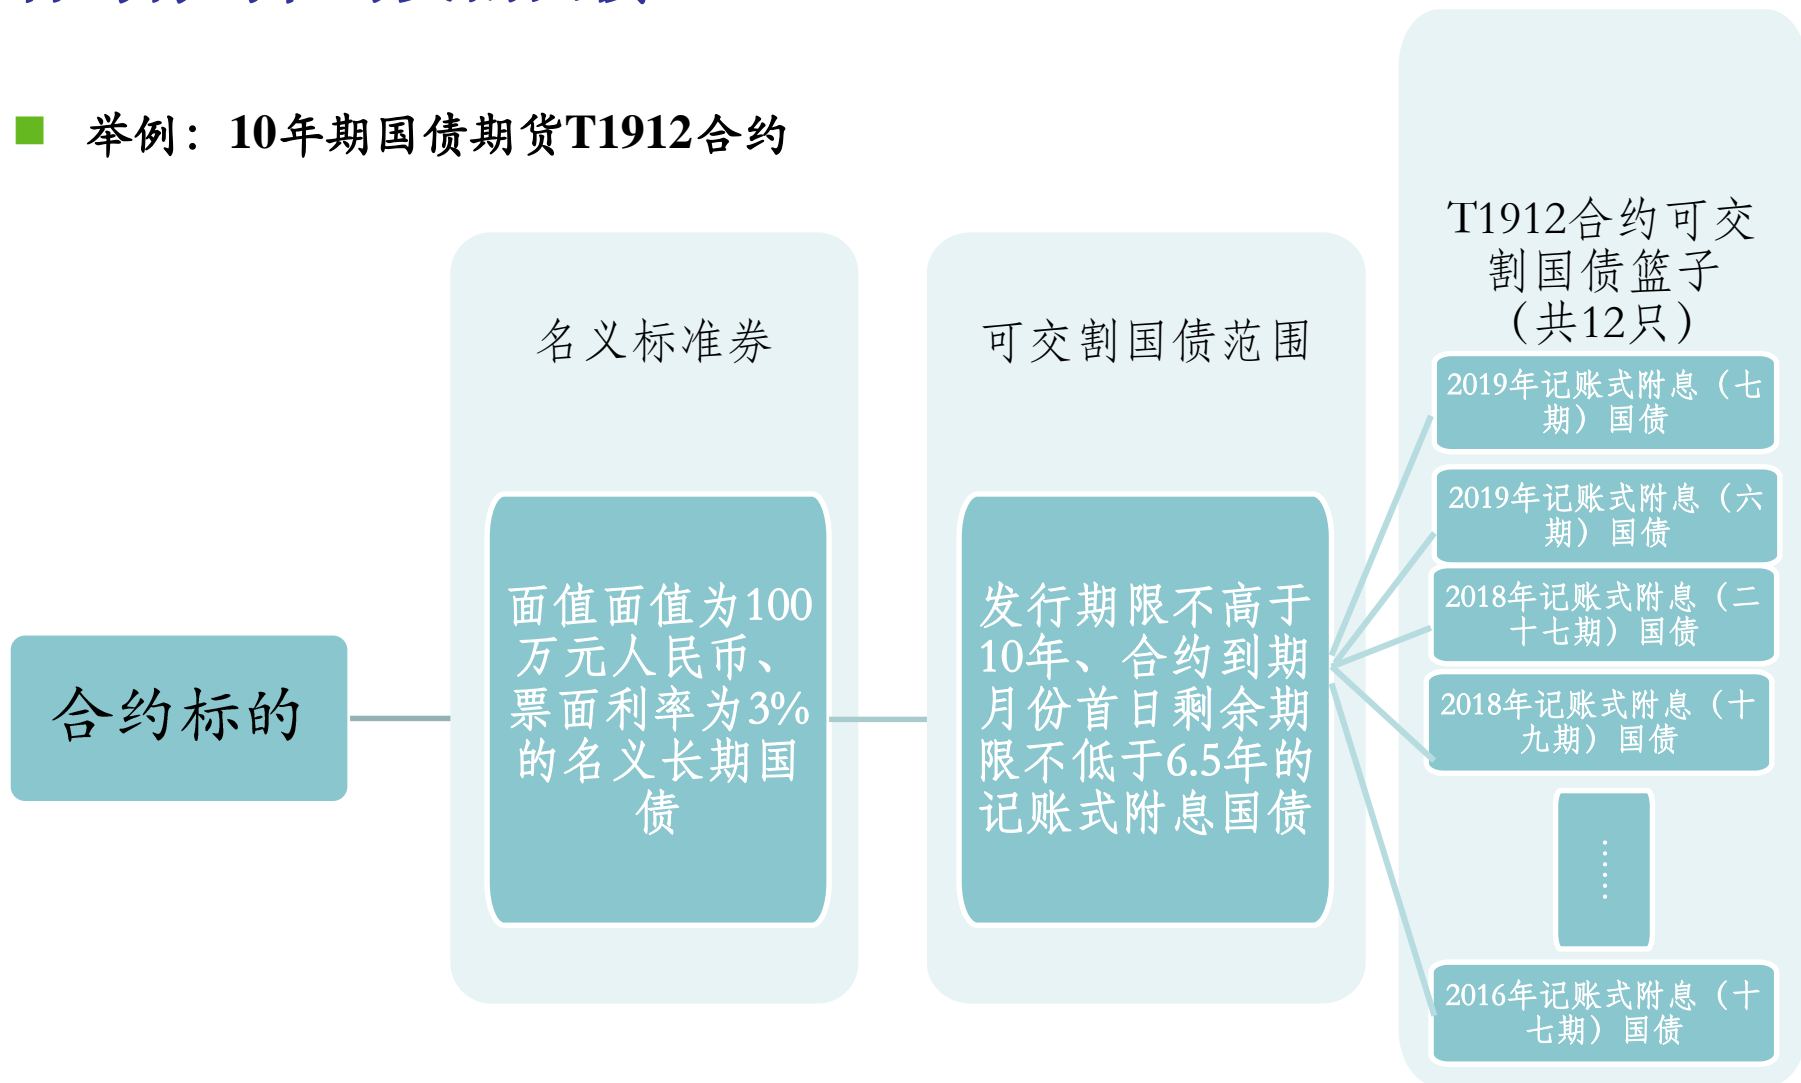 举例：10年期国债期货T1912合约
合约标的
名义标准券
面值面值为100
万元人民币、
票面利率为3%
的名义长期国
债
可交割国债范围
发行期限不高于
10年、合约到期
月份首日剩余期
限不低于6.5年的
记账式附息国债
T1912合约可交
割国债篮子
（共12只）
2019年记账式附息（七
期）国债
2019年记账式附息（六
期）国债
2018年记账式附息（二
十七期）国债
2018年记账式附息（十
九期）国债
……
2016年记账式附息（十
七期）国债